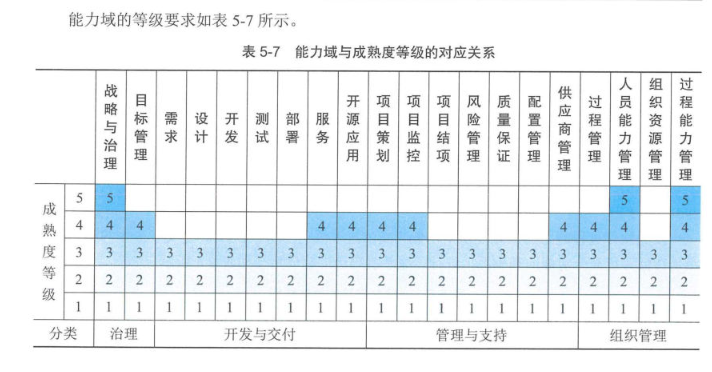 能力域的等级要求如表 5-7 所示。
表 5-7 能力域与成熟度等级的对应关系
战略与治理 目标管理 需求 设计 开发 测试 部署 服务 开源应用 项目策划 项目监控 项目结项 风险管理 质量保证 配置管理 供应商管理 过程管理 人员能力管理 组织资源管理 过程能力管理
成熟度等级
5 5 5 5
4 4 4 4 4 4 4 4 4 4 4
3 3 3 3 3 3 3 3 3 3 3 3 3 3 3 3 3 3 3 3 3
2 2 2 2 2 2 2 2 2 2 2 2 2 2 2 2 2 2 2 2 2
1 1 1 1 1 1 1 1 1 1 1 1 1 1 1 1 1 1 1 1 1
分类 治理 开发与交付 管理与支持 组织管理